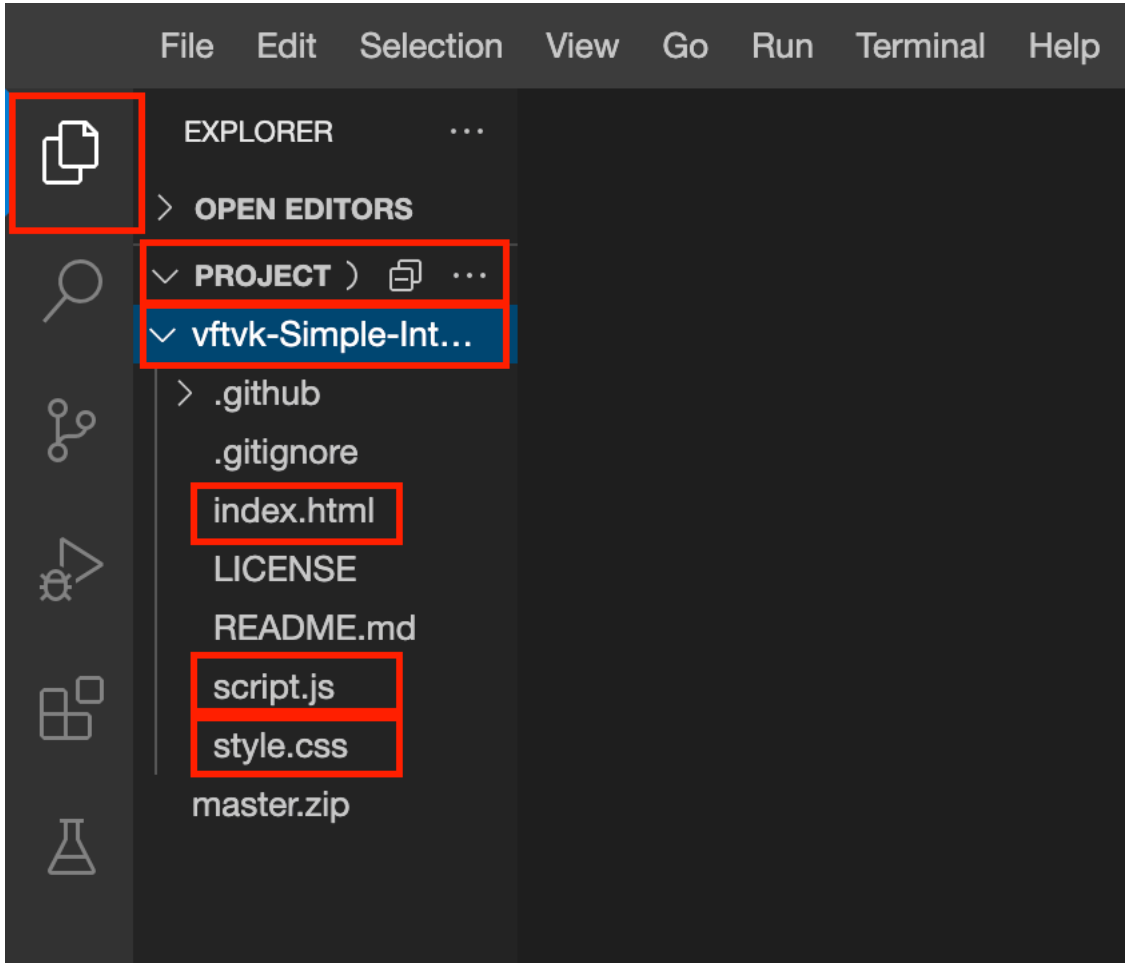 File Edit Selection View Go Run Terminal Help
EXPLORER ...
OPEN EDITORS
PROJECT ) ...
vftvk-Simple-Int...
.github
.gitignore
index.html
LICENSE
README.md
script.js
style.css
master.zip